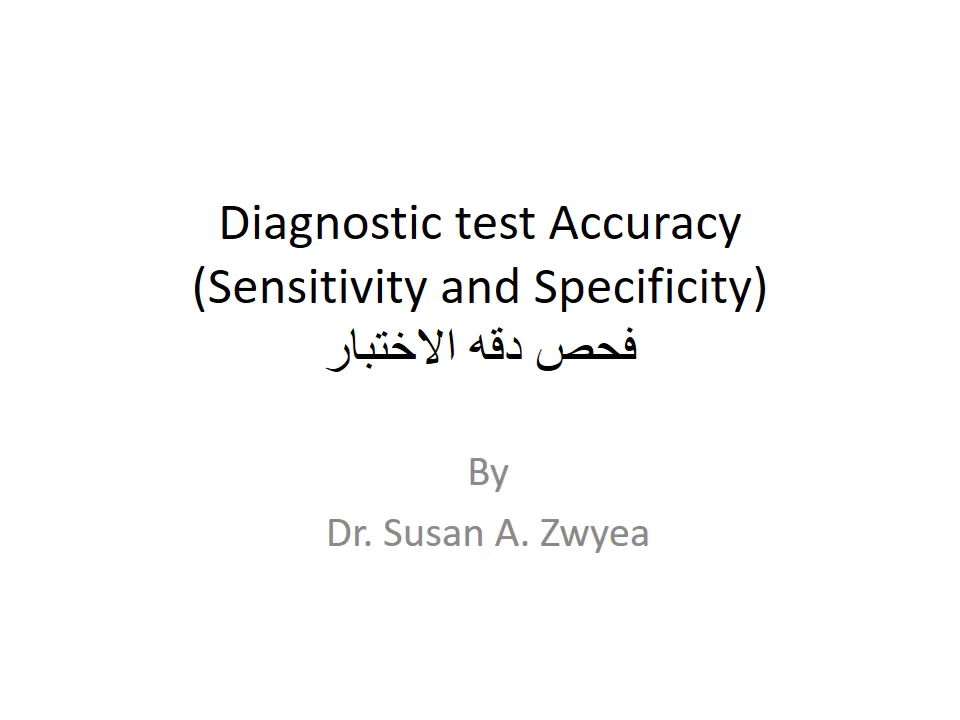 Diagnostic test Accuracy
(Sensitivity and Specificity)
فحص دقه الاختبار
By
Dr. Susan A. Zwyea